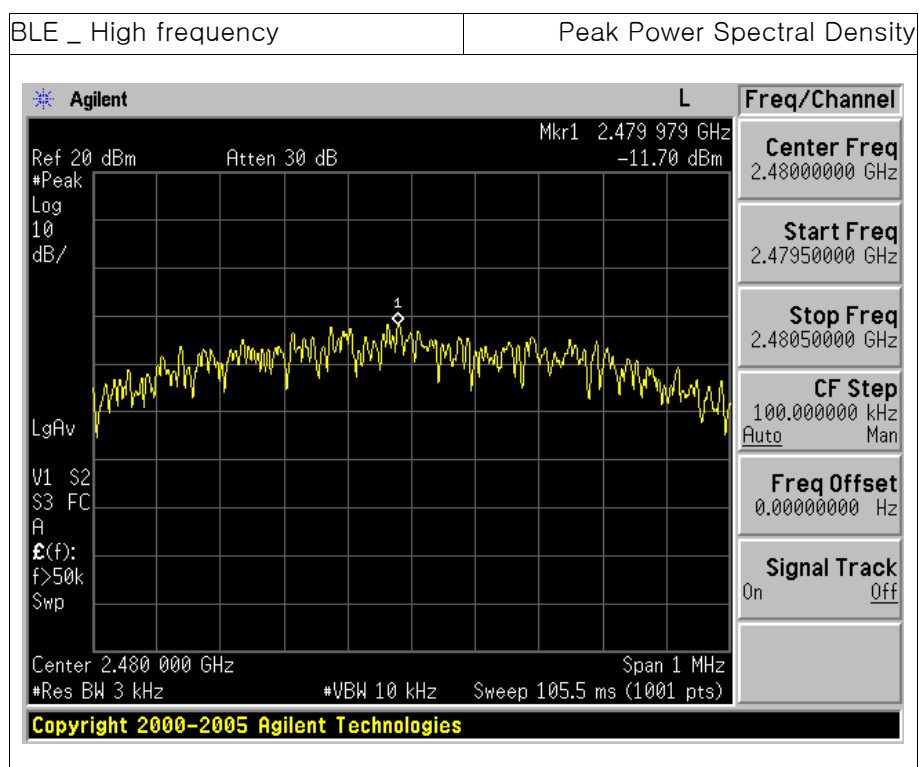 BLE _ High frequency
Peak Power Spectral Density
Agilent
L
Freq/Channel
Mkr1 2.479 979 GHz
Ref 20 dBm
Atten 30 dB
-11.70 dBm
#Peak
Log
10
dB/
1
LgAv
V1 S2
S3 FC
A
£(f):
f>50k
Swp
Center 2.480 000 GHz
Span 1 MHz
#Res BW 3 kHz
#VBW 10 kHz
Sweep 105.5 ms (1001 pts)
Center Freq
2.48000000 GHz
Start Freq
2.47950000 GHz
Stop Freq
2.48050000 GHz
CF Step
100.000000 kHz
Auto Man
Freq Offset
0.00000000 Hz
Signal Track
On Off
Copyright 2000-2005 Agilent Technologies